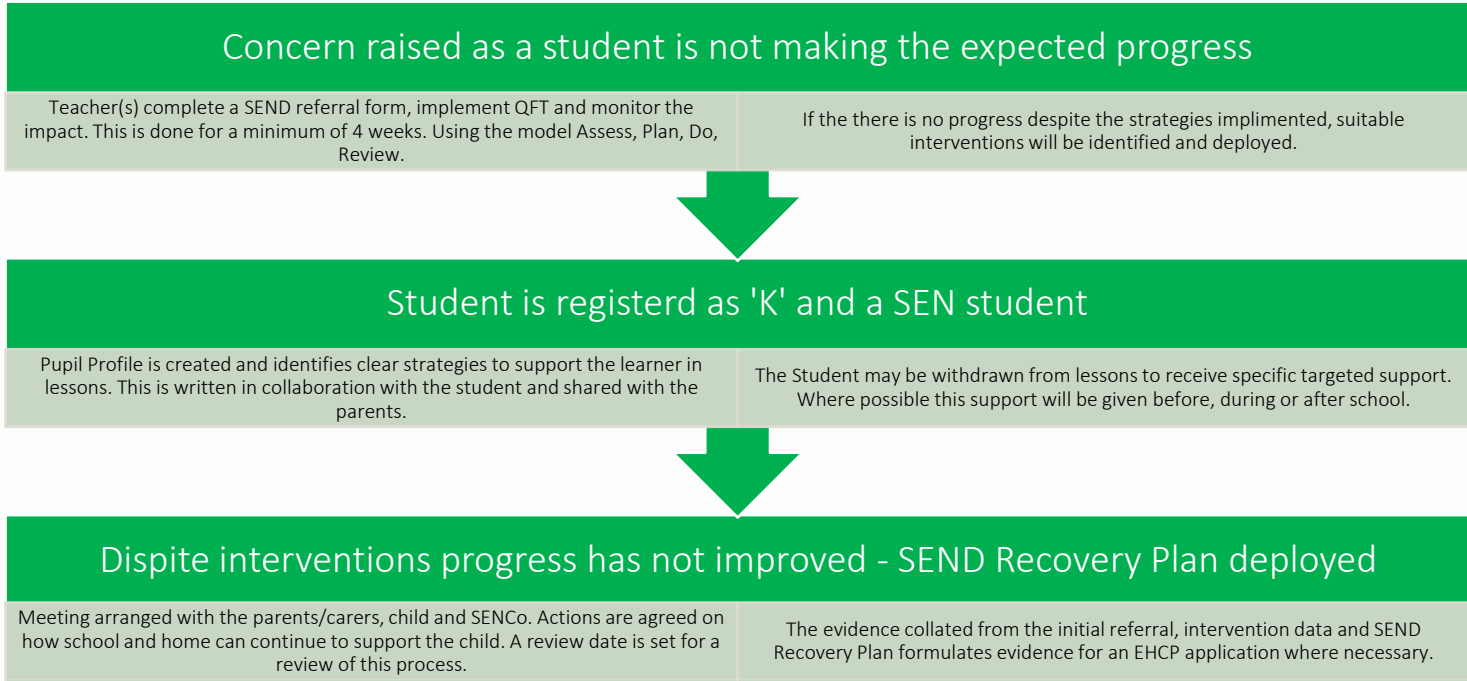 Concern raised as a student is not making the expected progress
Teacher(s) complete a SEND referral form, implement QFT and monitor the
impact. This is done for a minimum of 4 weeks. Using the model Assess, Plan, Do,
Review.
If the there is no progress despite the strategies implimented, suitable
interventions will be identified and deployed.
Student is registerd as 'K' and a SEN student
Pupil Profile is created and identifies clear strategies to support the learner in
lessons. This is written in collaboration with the student and shared with the
parents.
The Student may be withdrawn from lessons to receive specific targeted support.
Where possible this support will be given before, during or after school.
Dispite interventions progress has not improved - SEND Recovery Plan deployed
Meeting arranged with the parents/carers, child and SENCo. Actions are agreed on
how school and home can continue to support the child. A review date is set for a
review of this process.
The evidence collated from the initial referral, intervention data and SEND
Recovery Plan formulates evidence for an EHCP application where necessary.